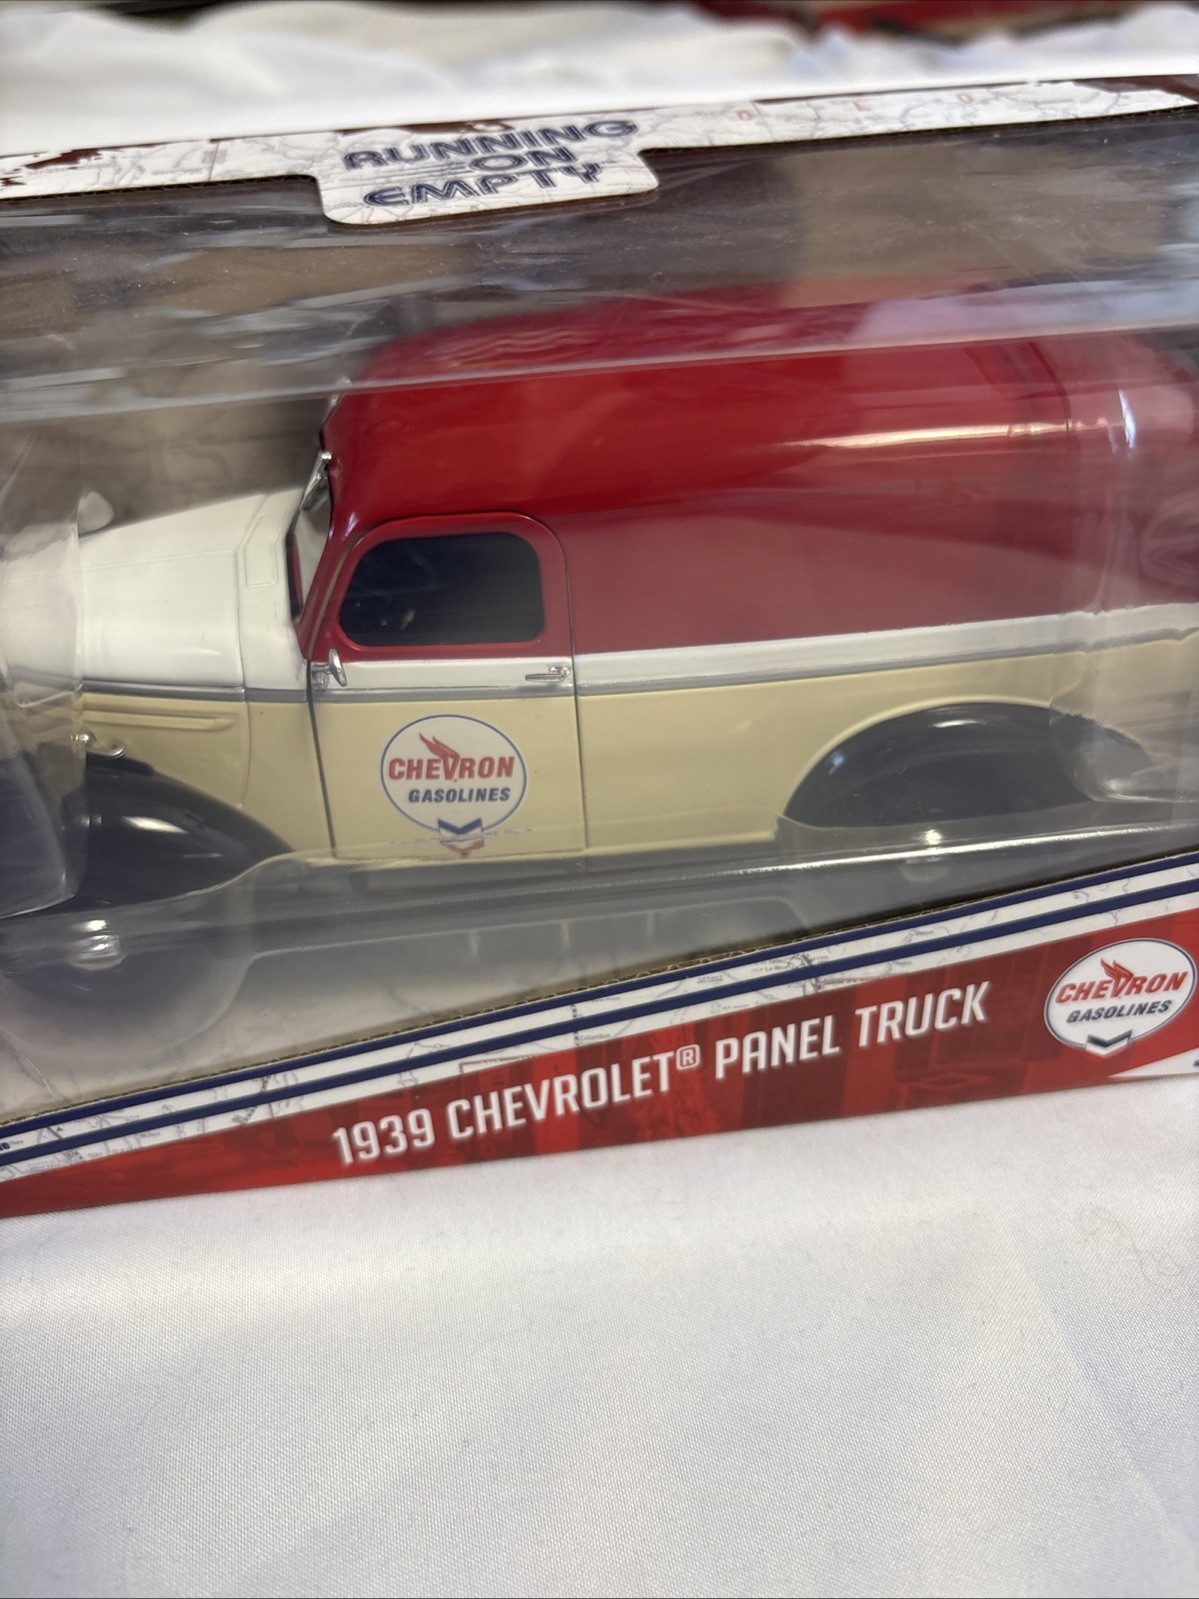 RUNNING
ON
EMPTY
CHEVRON
GASOLINES
CHEVRON
GASOLINES
1939 CHEVROLET® PANEL TRUCK